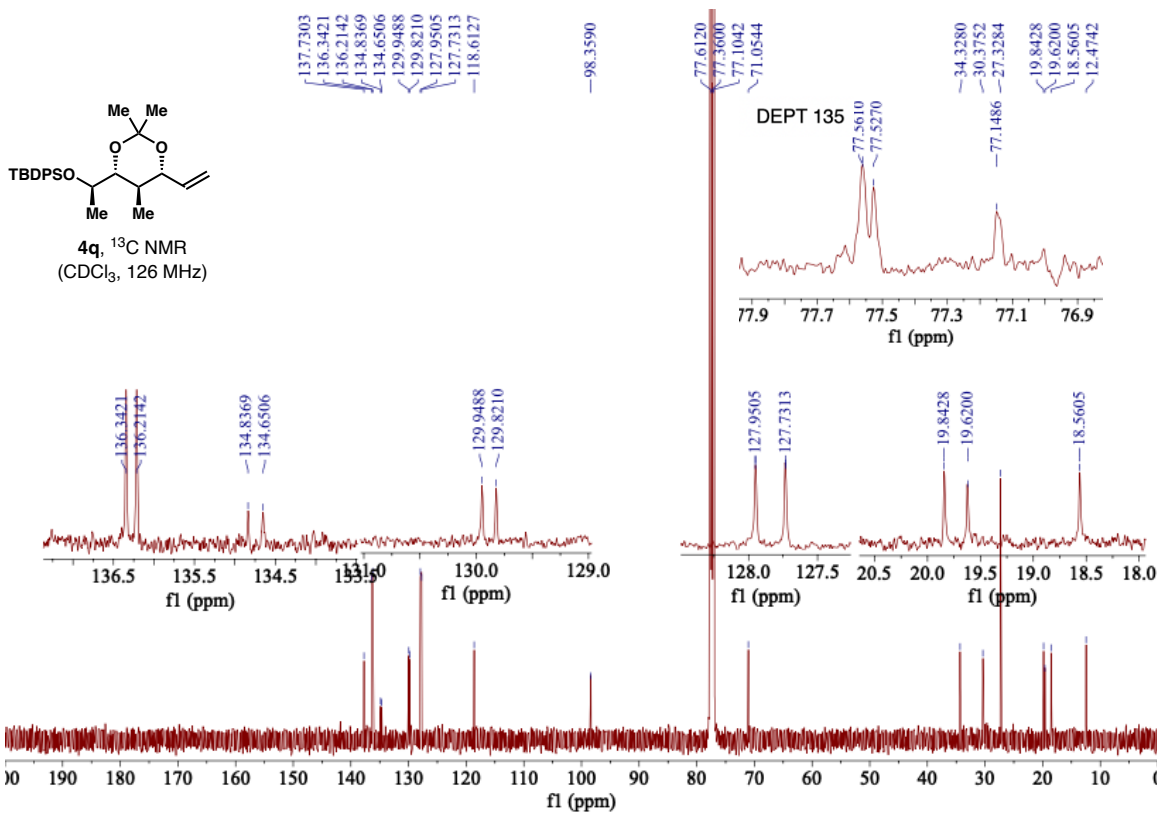 137.7303
136.3421
136.2142
134.8369
134.6506
129.9488
129.8210
127.9505
127.7313
118.6127
98.3590
77.6120
77.3600
77.1042
71.0544
34.3280
30.3752
27.3284
19.8428
19.6200
18.5605
12.4742
Me Me
O O
TBDPSO
Me Me
4q, ¹³C NMR
(CDCl₃, 126 MHz)
DEPT 135
77.5610
77.5270
77.1486
77.9 77.7 77.5 77.3 77.1 76.9
f1 (ppm)
136.3421
136.2142
134.8369
134.6506
136.5 135.5 134.5 133.5
f1 (ppm)
129.9488
129.8210
131.0 130.0 129.0
f1 (ppm)
127.9505
127.7313
128.0 127.5
f1 (ppm)
19.8428
19.6200
18.5605
20.5 20.0 19.5 19.0 18.5 18.0
f1 (ppm)
00 190 180 170 160 150 140 130 120 110 100 90 80 70 60 50 40 30 20 10 0
f1 (ppm)